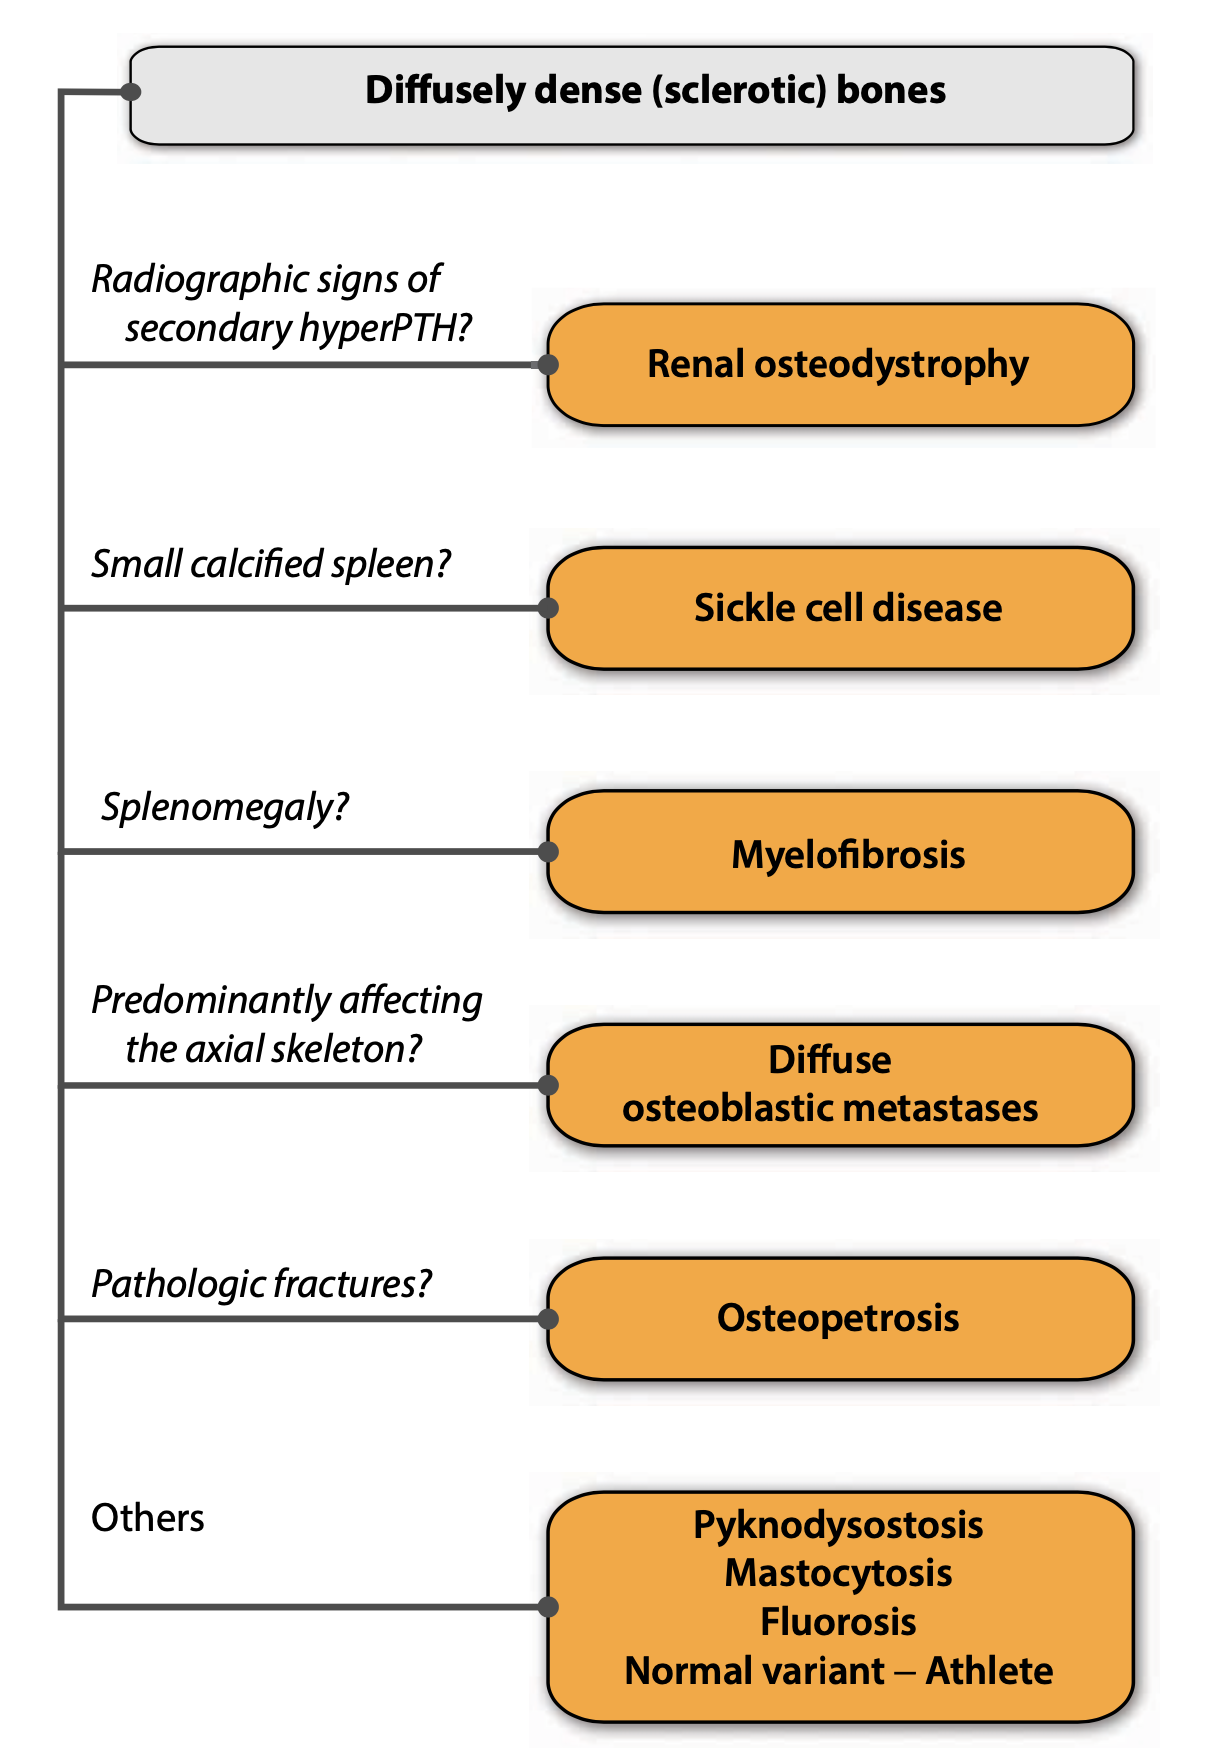 Diffusely dense (sclerotic) bones
Radiographic signs of
secondary hyperPTH?
Renal osteodystrophy
Small calcified spleen?
Sickle cell disease
Splenomegaly?
Myelofibrosis
Predominantly affecting
the axial skeleton?
Diffuse
osteoblastic metastases
Pathologic fractures?
Osteopetrosis
Others
Pyknodysostosis
Mastocytosis
Fluorosis
Normal variant – Athlete